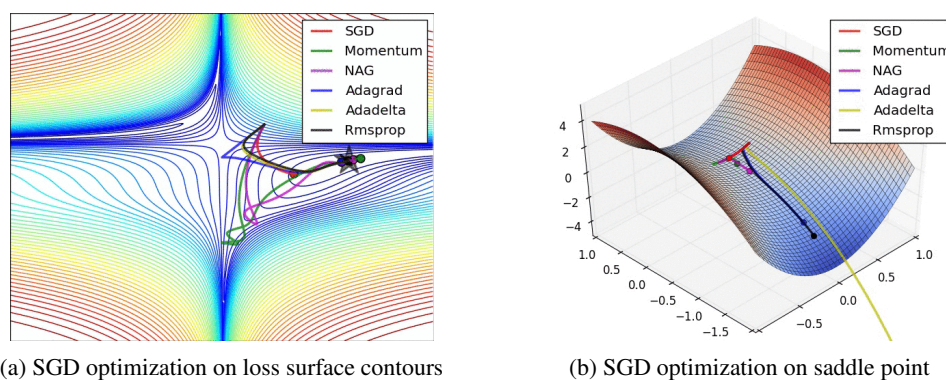 SGD
Momentum
NAG
Adagrad
Adadelta
Rmsprop
SGD
Momentum
NAG
Adagrad
Adadelta
Rmsprop
4
2
0
−2
−4
1.0
0.5
0.0
−0.5
−1.0
−1.5
−0.5
0.0
0.5
1.0
(a) SGD optimization on loss surface contours
(b) SGD optimization on saddle point